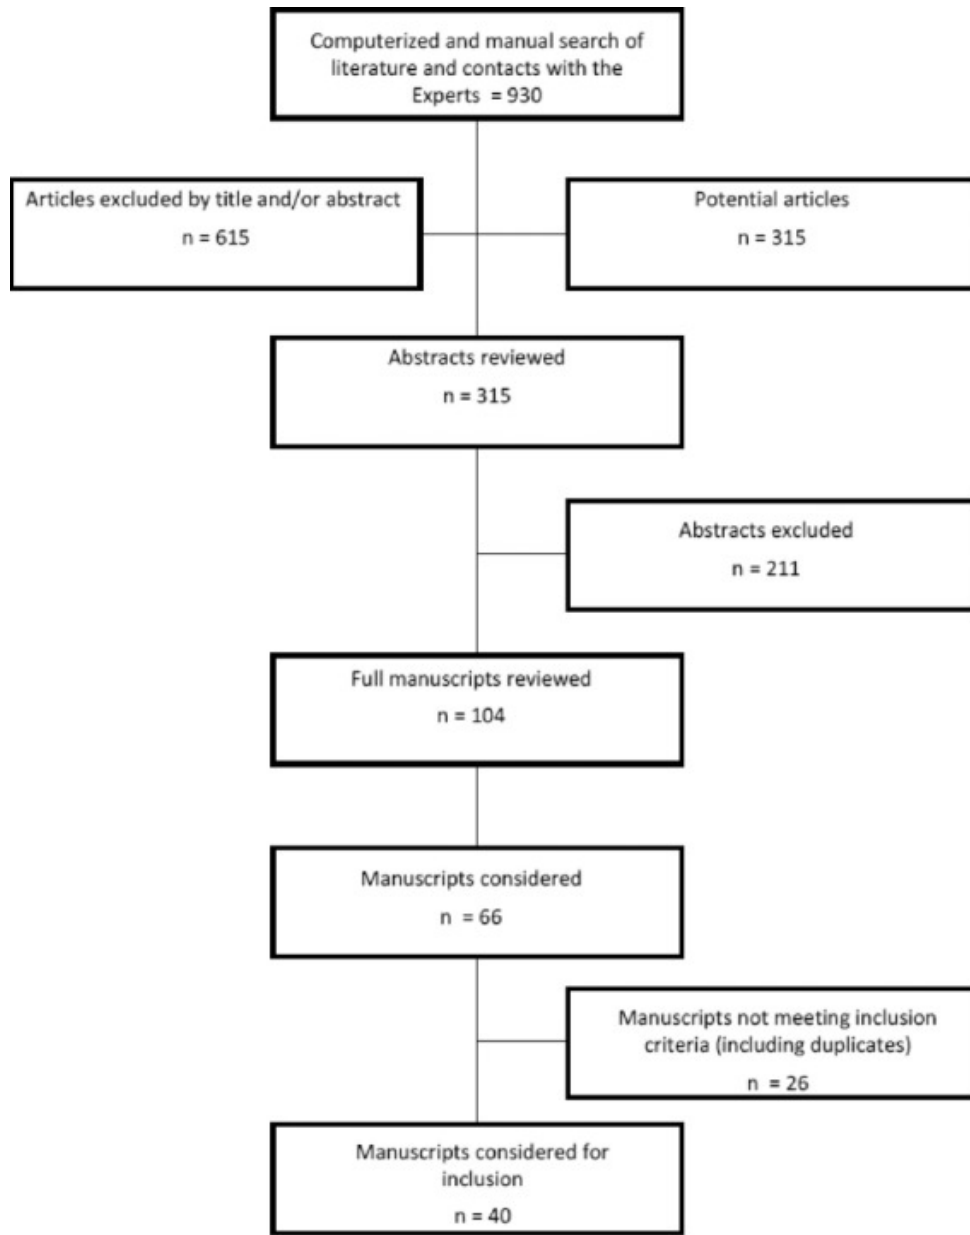 Computerized and manual search of
literature and contacts with the
Experts = 930
Articles excluded by title and/or abstract
n = 615
Potential articles
n = 315
Abstracts reviewed
n = 315
Abstracts excluded
n = 211
Full manuscripts reviewed
n = 104
Manuscripts considered
n = 66
Manuscripts not meeting inclusion
criteria (including duplicates)
n = 26
Manuscripts considered for
inclusion
n = 40